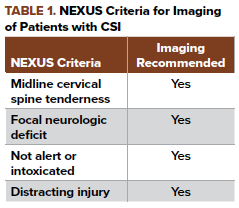 TABLE 1. NEXUS Criteria for Imaging
of Patients with CSI
Imaging
NEXUS Criteria Recommended
Midline cervical Yes
spine tenderness
Focal neurologic Yes
deficit
Not alert or Yes
intoxicated
Distracting injury Yes